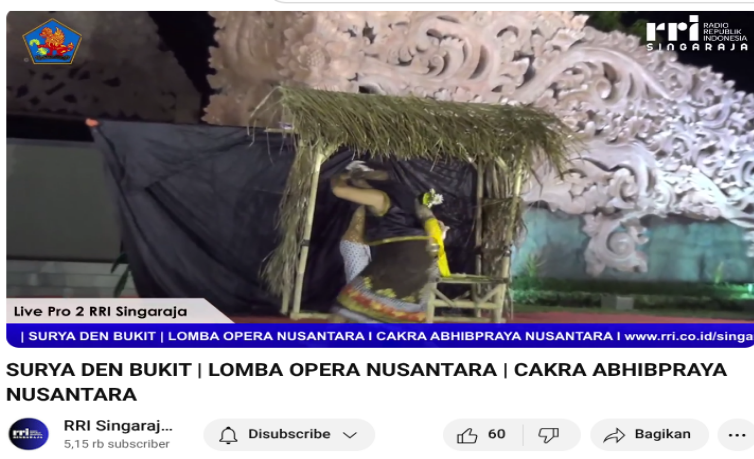 rri RADIO
REPUBLIK
INDONESIA
SINGARAJA
Live Pro 2 RRI Singaraja
| SURYA DEN BUKIT | LOMBA OPERA NUSANTARA I CAKRA ABHIBPRAYA NUSANTARA I www.rri.co.id/singa
SURYA DEN BUKIT | LOMBA OPERA NUSANTARA | CAKRA ABHIBPRAYA
NUSANTARA
RRI Singaraj...
5,15 rb subscriber
Disubscribe
60
Bagikan